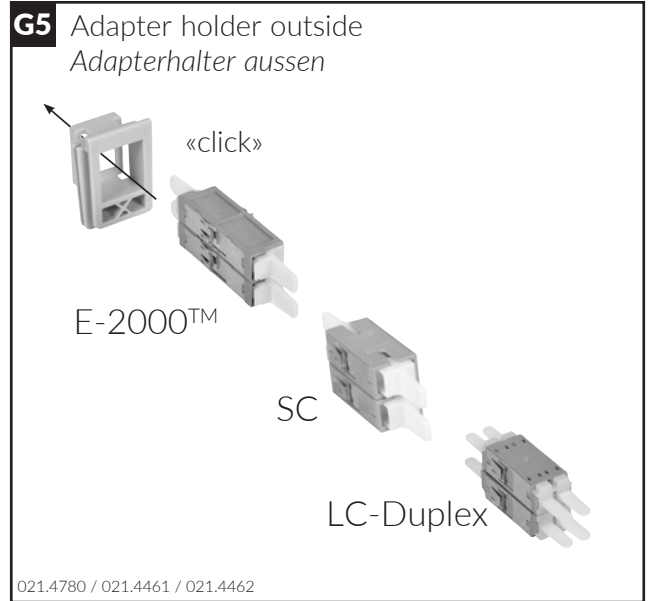 G5 Adapter holder outside
Adapterhalter aussen
«click»
E-2000™
SC
LC-Duplex
021.4780 / 021.4461 / 021.4462